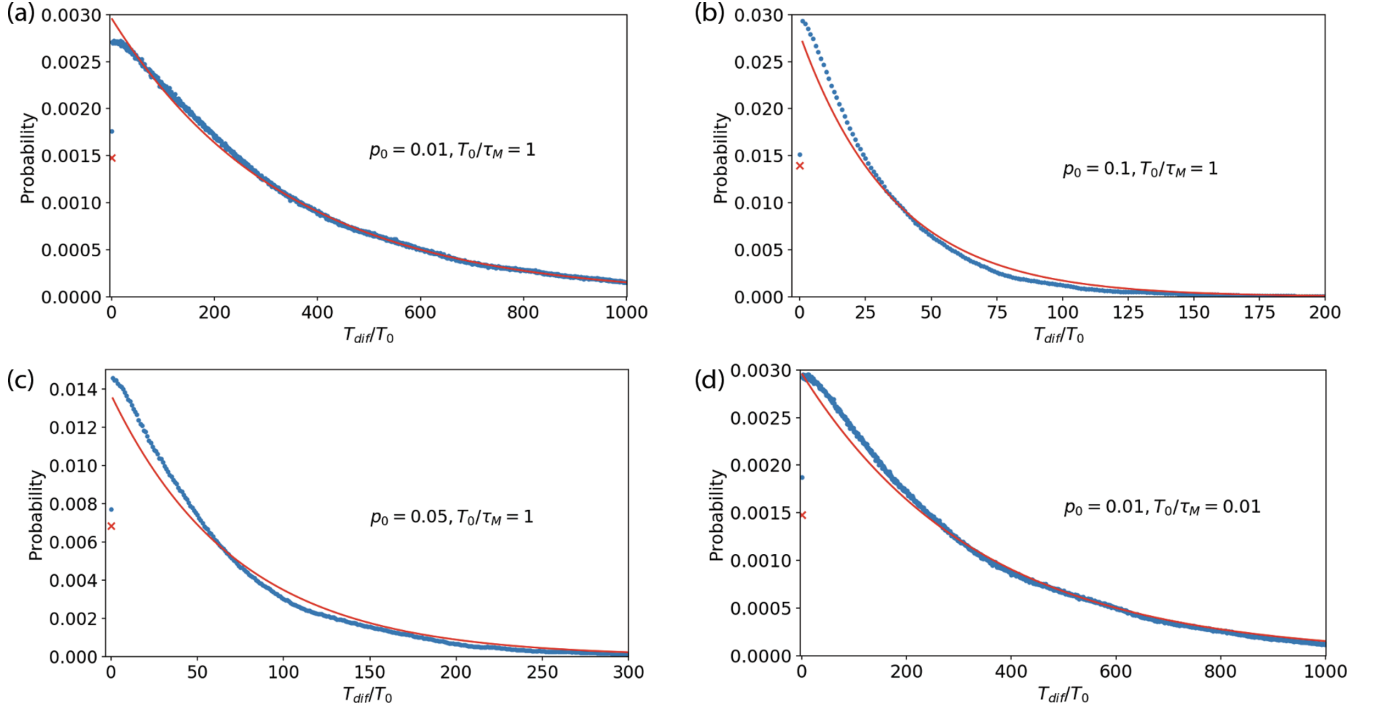 (a)
0.0030
0.0025
0.0020
0.0015
0.0010
0.0005
0.0000
Probability
p₀ = 0.01, T₀/τ_M = 1
0 200 400 600 800 1000
T_dif/T₀
(b)
0.030
0.025
0.020
0.015
0.010
0.005
0.000
Probability
p₀ = 0.1, T₀/τ_M = 1
0 25 50 75 100 125 150 175 200
T_dif/T₀
(c)
0.014
0.012
0.010
0.008
0.006
0.004
0.002
0.000
Probability
p₀ = 0.05, T₀/τ_M = 1
0 50 100 150 200 250 300
T_dif/T₀
(d)
0.0030
0.0025
0.0020
0.0015
0.0010
0.0005
0.0000
Probability
p₀ = 0.01, T₀/τ_M = 0.01
0 200 400 600 800 1000
T_dif/T₀